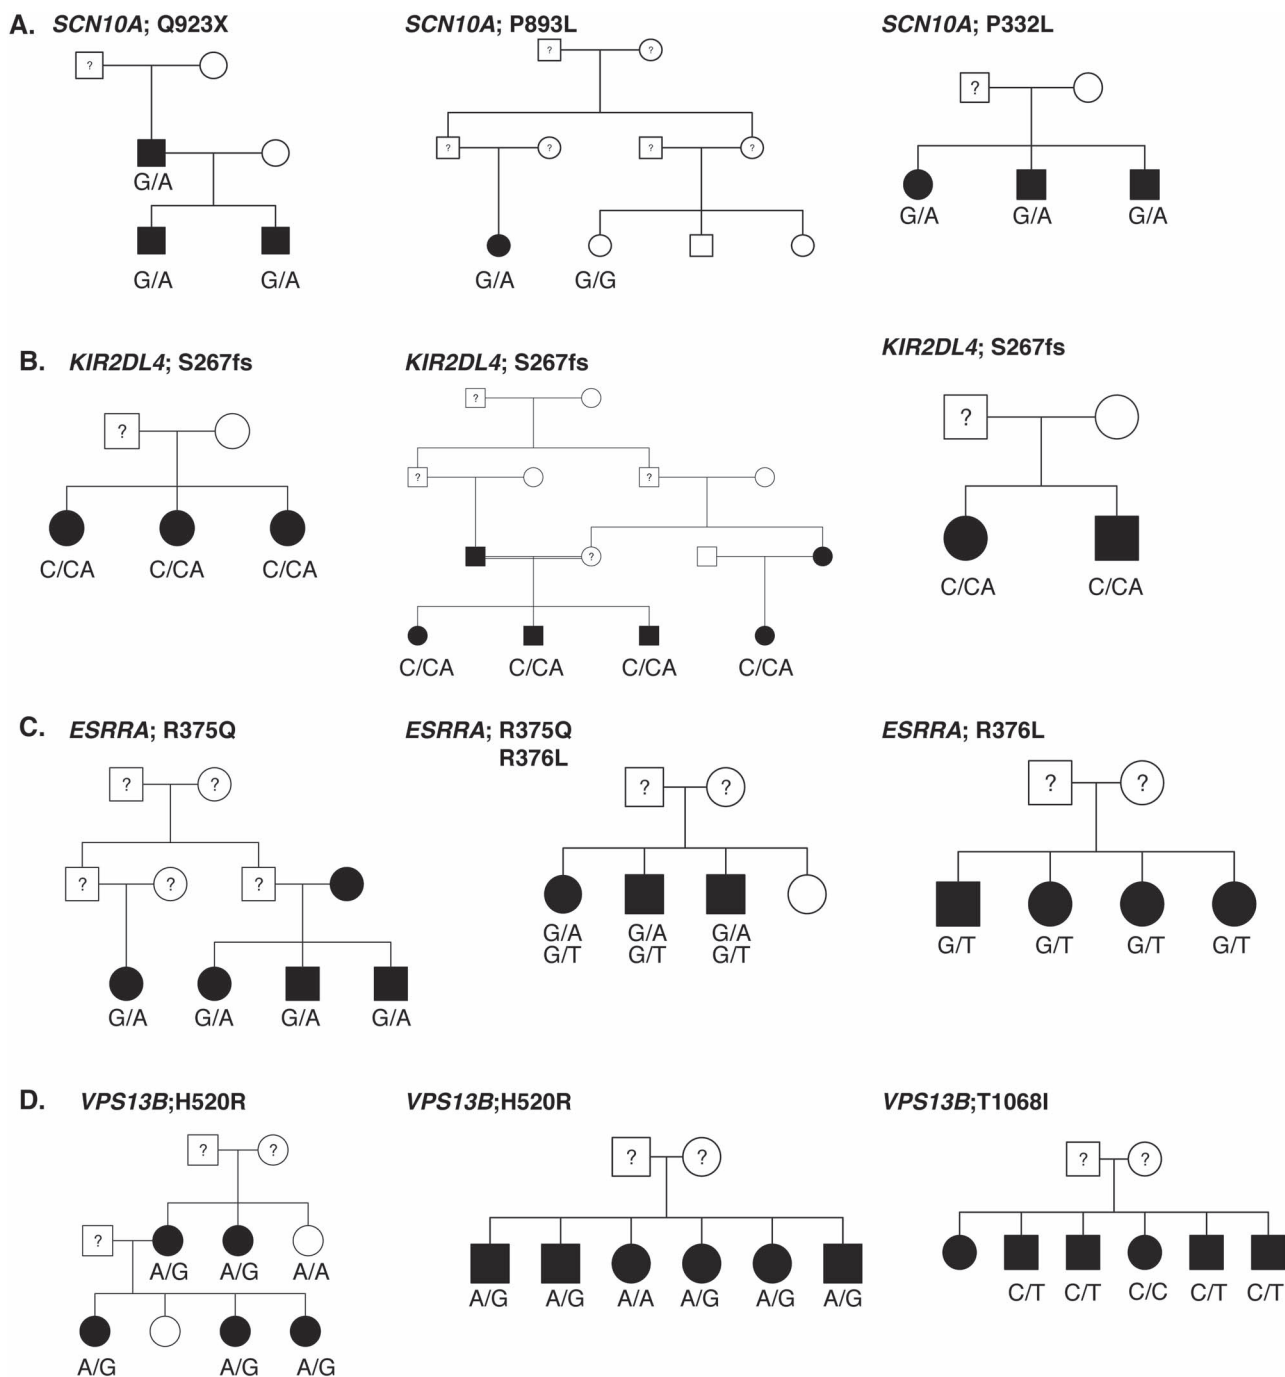 A. SCN10A; Q923X
SCN10A; P893L
SCN10A; P332L
? 
? ?
?
? ? ? ?
G/A
G/A G/A
G/A G/G
G/A G/A G/A
B. KIR2DL4; S267fs
KIR2DL4; S267fs
KIR2DL4; S267fs
?
?
?
? ?
?
C/CA C/CA C/CA
C/CA C/CA C/CA C/CA
C/CA C/CA
C. ESRRA; R375Q
ESRRA; R375Q
R376L
ESRRA; R376L
? ?
? ?
? ?
? ? ?
G/A G/A G/A G/A
G/A G/A G/A
G/T G/T G/T
G/T G/T G/T G/T
D. VPS13B;H520R
VPS13B;H520R
VPS13B;T1068I
? ?
? ?
? ?
?
A/G A/G A/A
A/G A/G A/G
A/G A/G A/A A/G A/G A/G
C/T C/T C/C C/T C/T